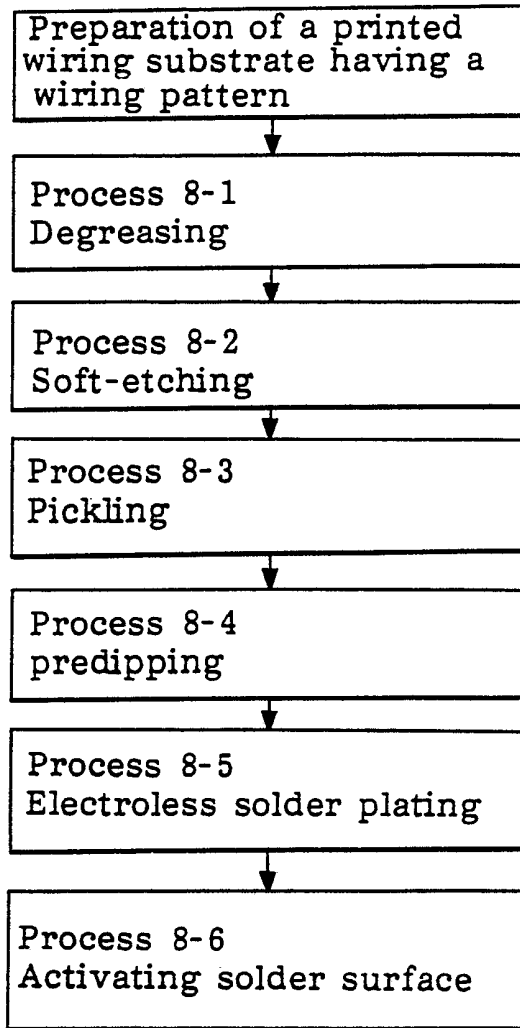 Preparation of a printed
wiring substrate having a
wiring pattern
Process 8-1
Degreasing
Process 8-2
Soft-etching
Process 8-3
Pickling
Process 8-4
predipping
Process 8-5
Electroless solder plating
Process 8-6
Activating solder surface